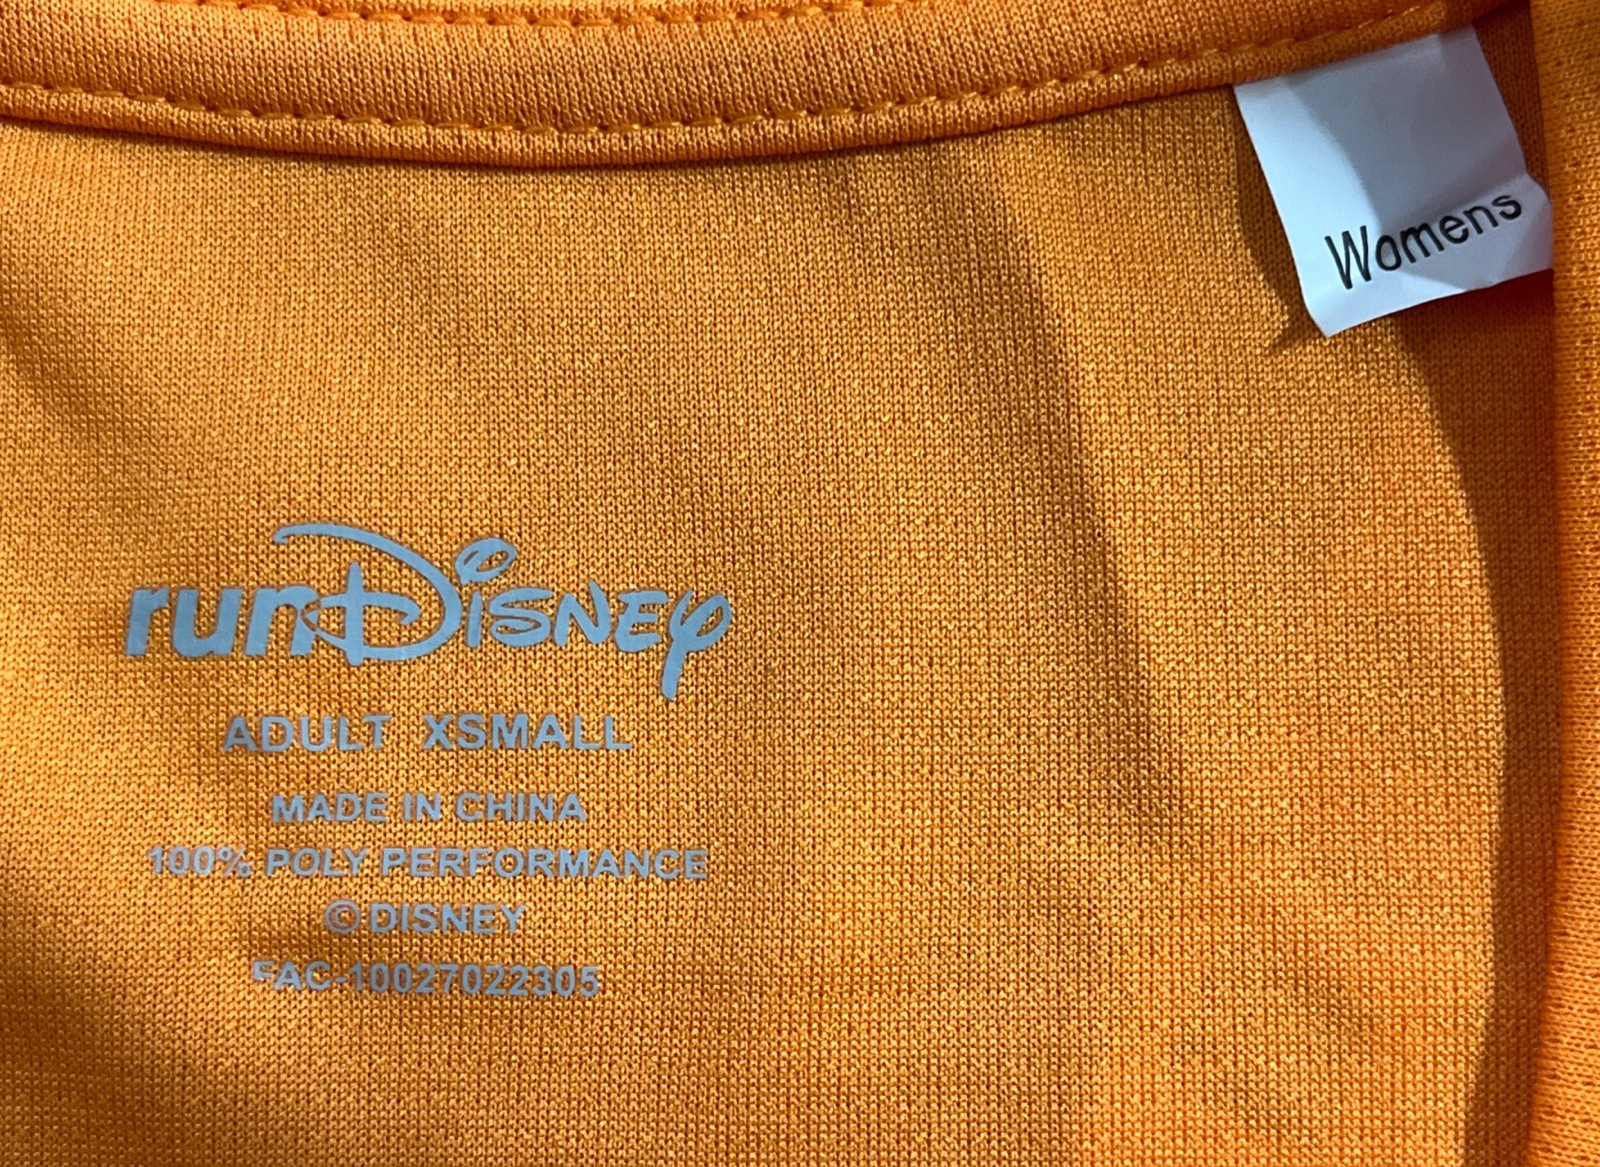 Womens
runDisney
ADULT XSMALL
MADE IN CHINA
100% POLY PERFORMANCE
© DISNEY
FAC-10027022305